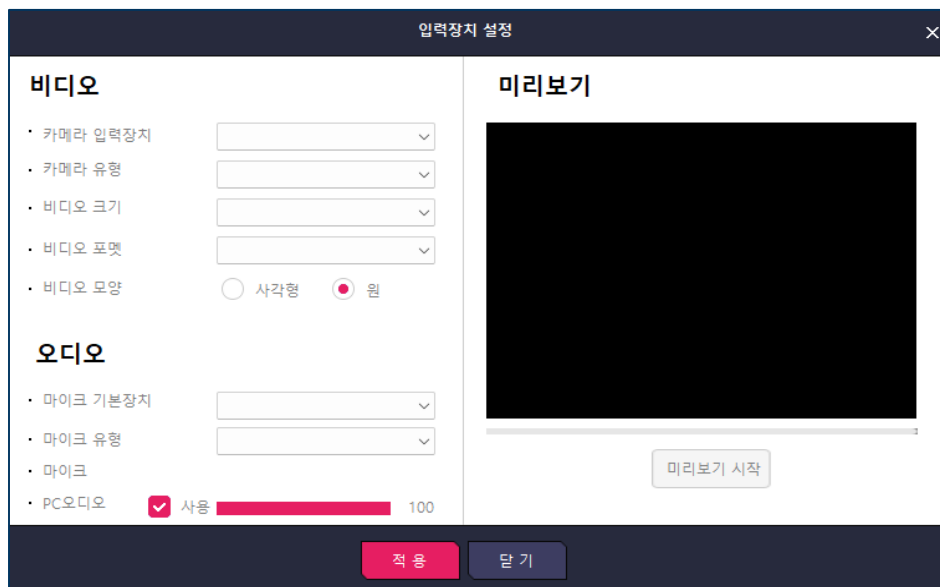 입력장치 설정
비디오
· 카메라 입력장치
· 카메라 유형
· 비디오 크기
· 비디오 포멧
· 비디오 모양 사각형 원
오디오
· 마이크 기본장치
· 마이크 유형
· 마이크
· PC오디오 사용 100
미리보기
미리보기 시작
적 용 닫 기